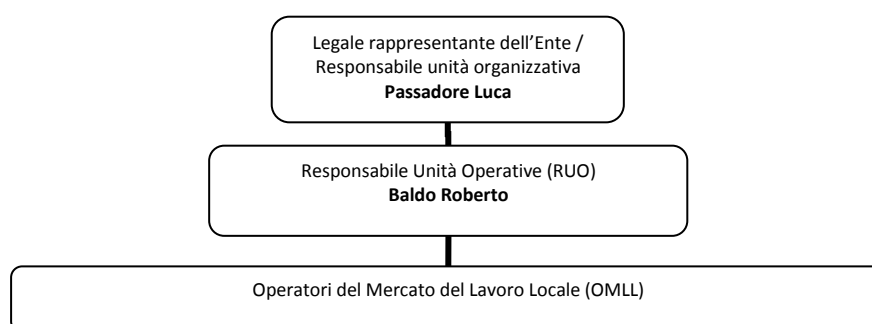 Legale rappresentante dell’Ente /
Responsabile unità organizzativa
Passadore Luca
Responsabile Unità Operative (RUO)
Baldo Roberto
Operatori del Mercato del Lavoro Locale (OMLL)